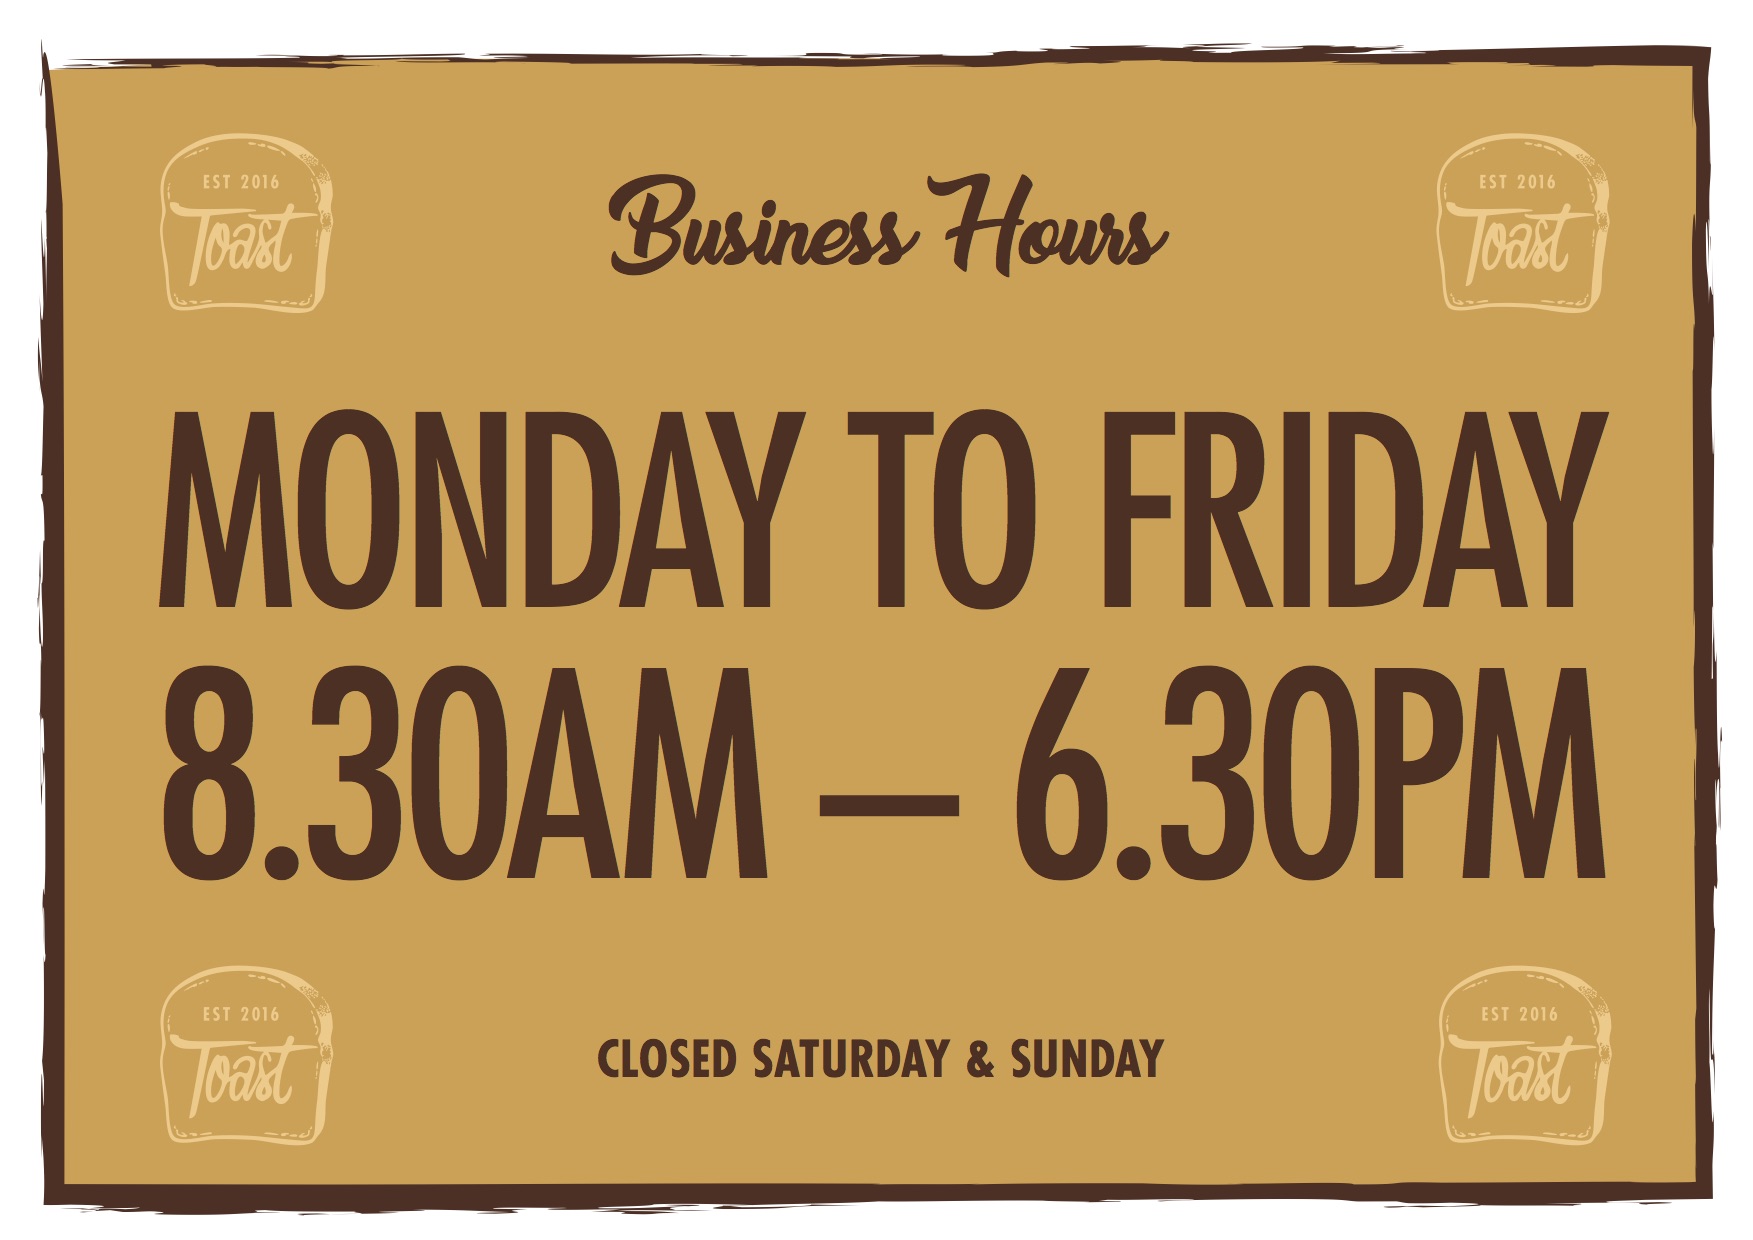 EST 2016
Toast
EST 2016
Toast
Business Hours
MONDAY TO FRIDAY
8.30AM — 6.30PM
EST 2016
Toast
EST 2016
Toast
CLOSED SATURDAY & SUNDAY